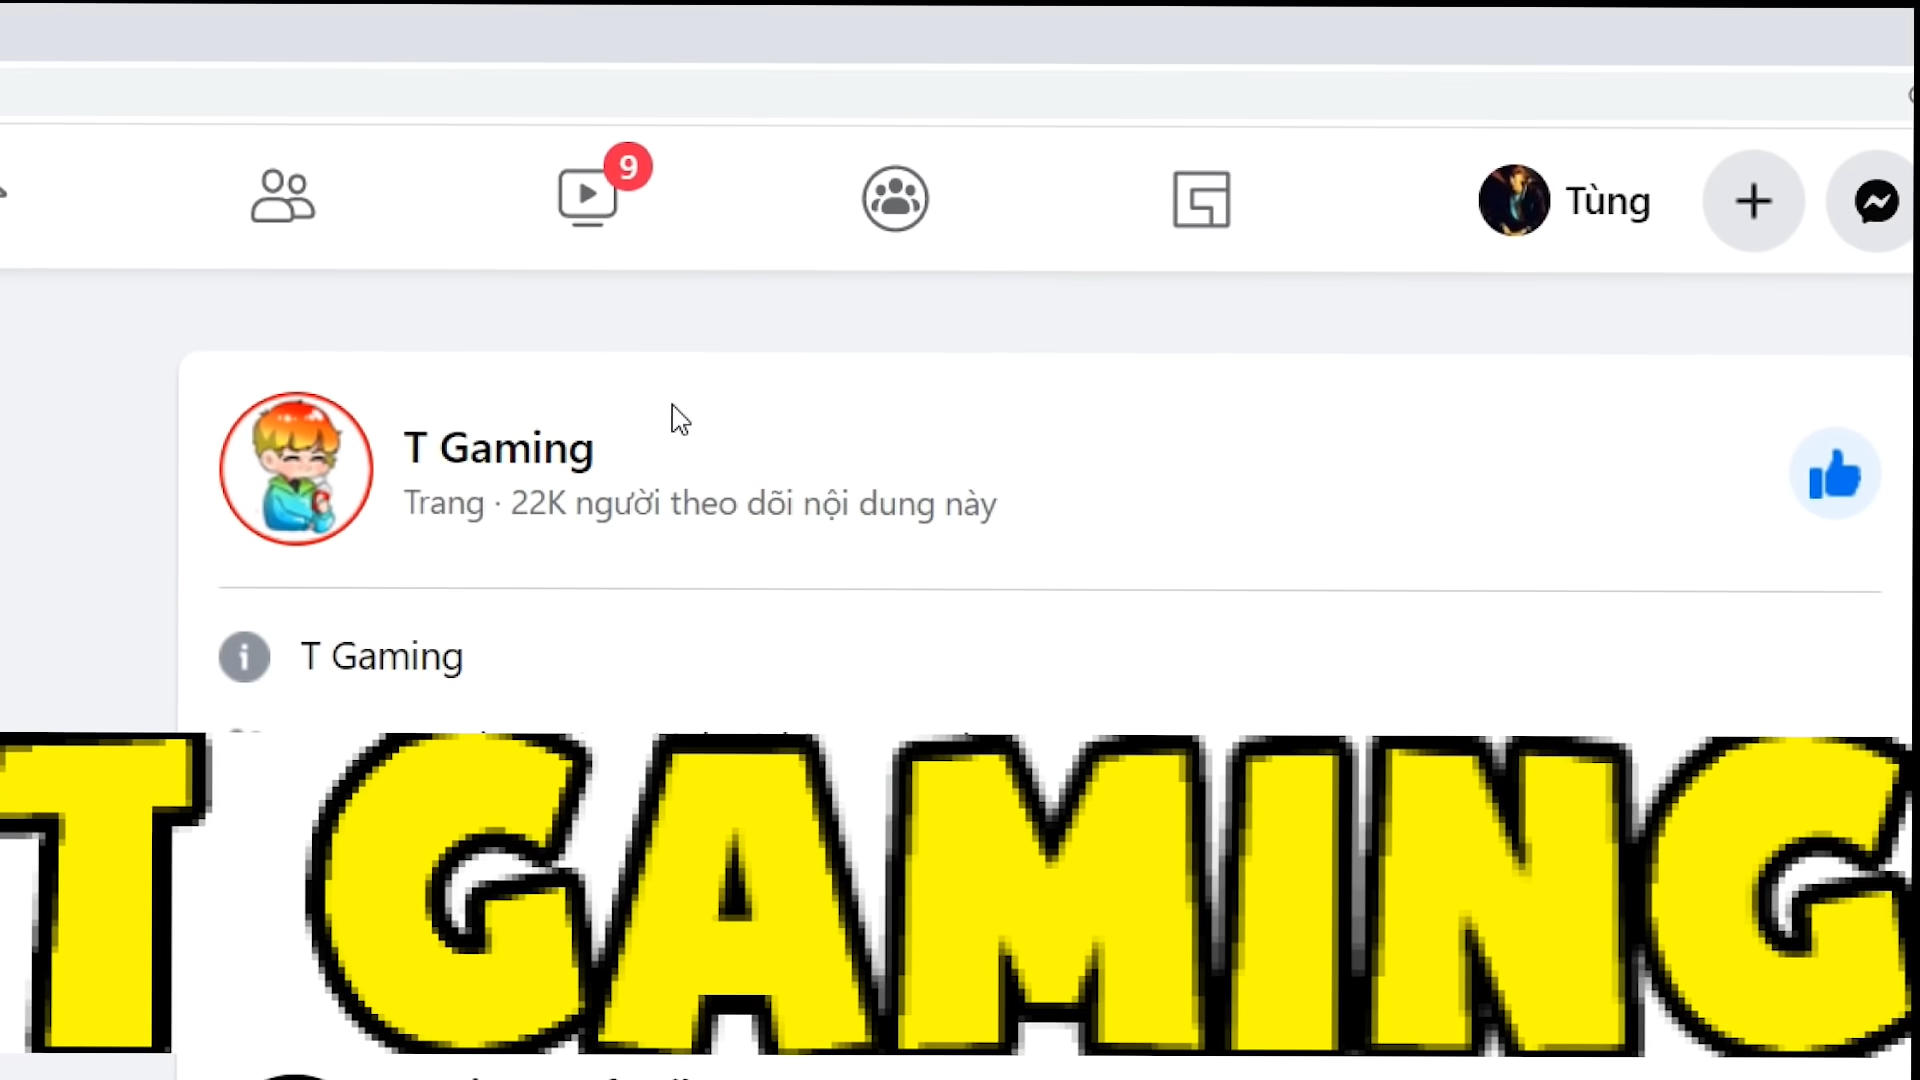 9
Tùng
T Gaming
Trang · 22K người theo dõi nội dung này
T Gaming
T GAMING